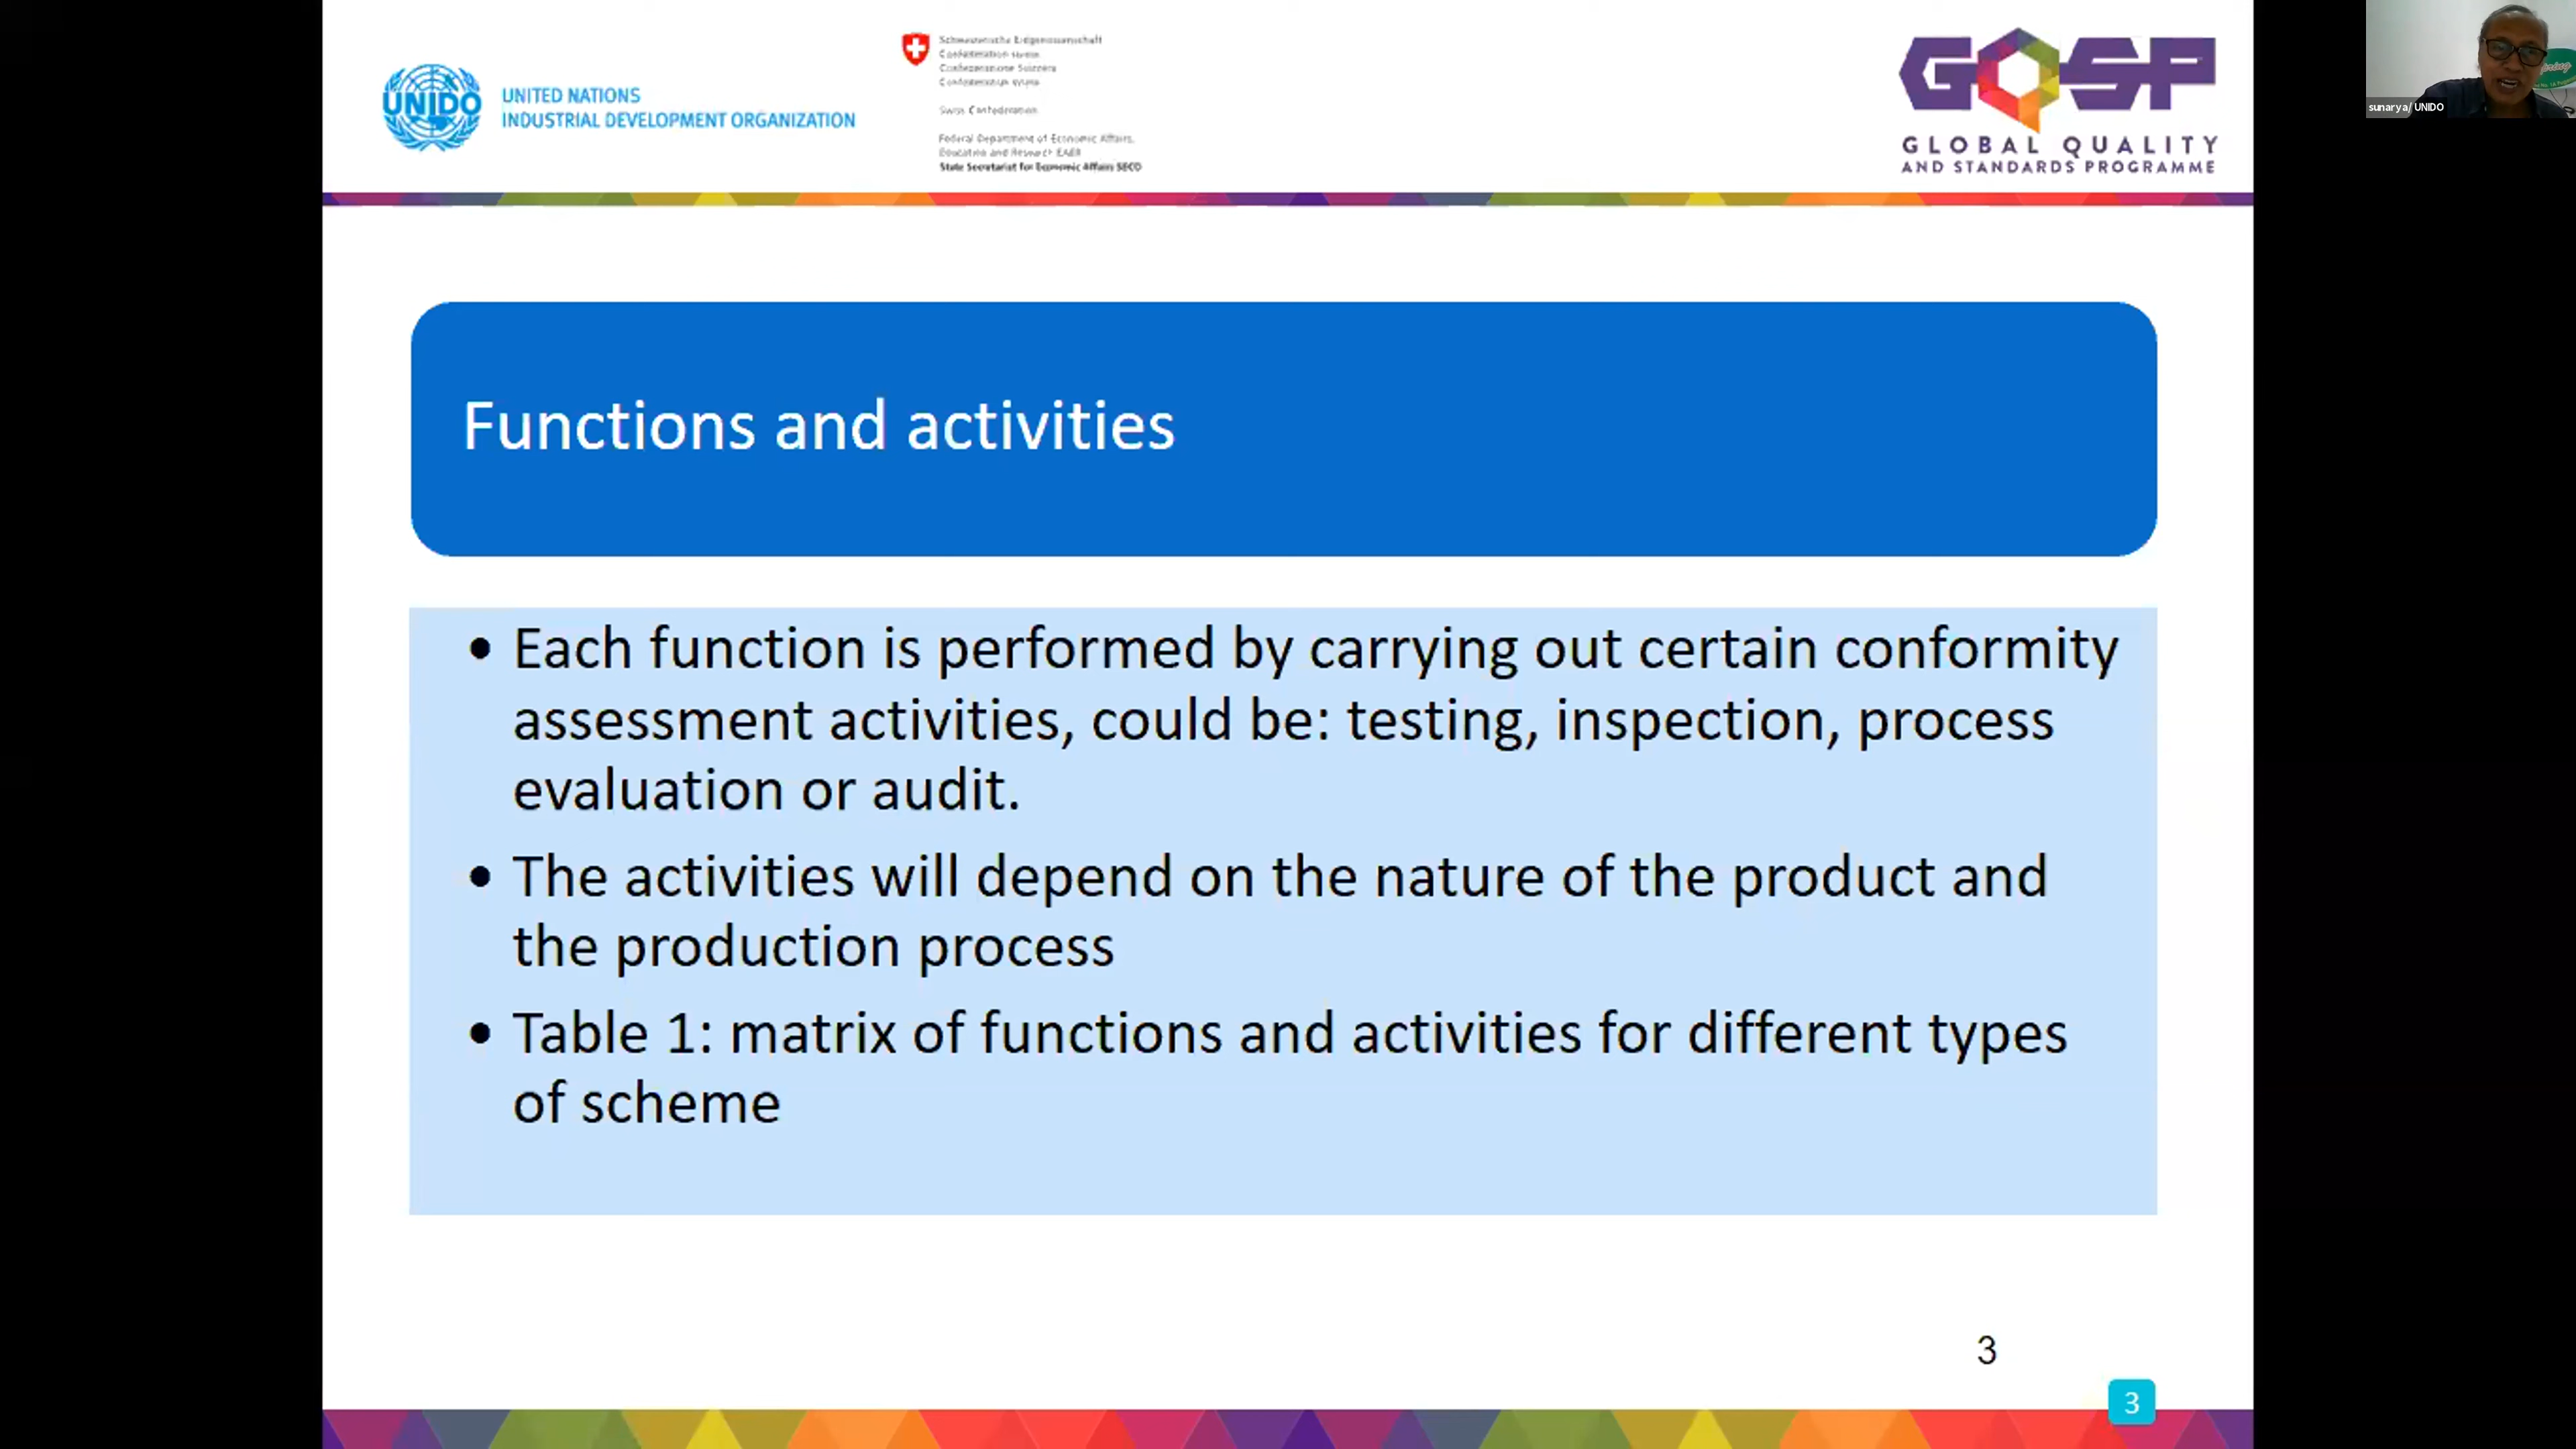 UNIDO
UNITED NATIONS
INDUSTRIAL DEVELOPMENT ORGANIZATION
Schweizerische Eidgenossenschaft
Confédération suisse
Confederazione Svizzera
Confederaziun svizra
Swiss Confederation
Federal Department of Economic Affairs,
Education and Research EAER
State Secretariat for Economic Affairs SECO
GQSP
GLOBAL QUALITY
AND STANDARDS PROGRAMME
sunarya/ UNIDO
Functions and activities
• Each function is performed by carrying out certain conformity
assessment activities, could be: testing, inspection, process
evaluation or audit.
• The activities will depend on the nature of the product and
the production process
• Table 1: matrix of functions and activities for different types
of scheme
3
3